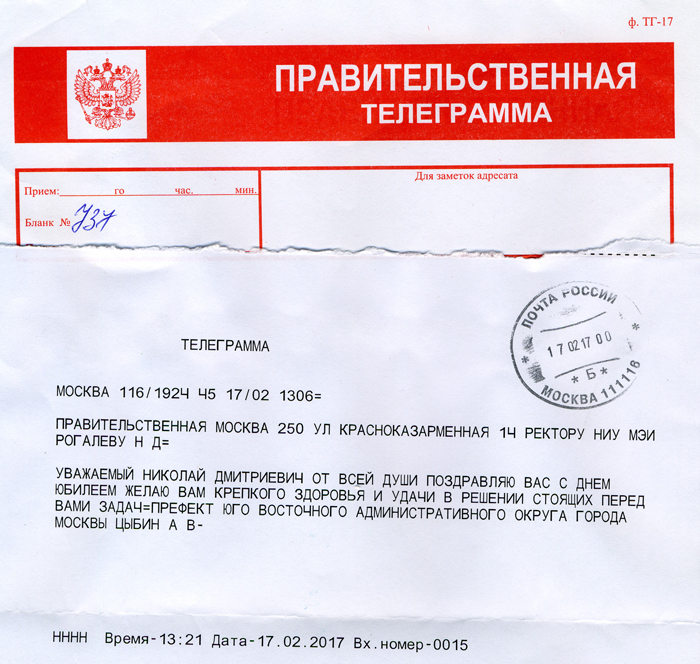 ф. ТГ-17
ПРАВИТЕЛЬСТВЕННАЯ
ТЕЛЕГРАММА
Прием: го час. мин.
Бланк №
Для заметок адресата
ПОЧТА РОССИИ
17 02 17 00
* Б *
МОСКВА 111116
ТЕЛЕГРАММА
МОСКВА 116/192Ч Ч5 17/02 1306=
ПРАВИТЕЛЬСТВЕННАЯ МОСКВА 250 УЛ КРАСНОКАЗАРМЕННАЯ 1Ч РЕКТОРУ НИУ МЭИ
РОГАЛЕВУ Н Д=
УВАЖАЕМЫЙ НИКОЛАЙ ДМИТРИЕВИЧ ОТ ВСЕЙ ДУШИ ПОЗДРАВЛЯЮ ВАС С ДНЕМ
ЮБИЛЕЕМ ЖЕЛАЮ ВАМ КРЕПКОГО ЗДОРОВЬЯ И УДАЧИ В РЕШЕНИИ СТОЯЩИХ ПЕРЕД
ВАМИ ЗАДАЧ=ПРЕФЕКТ ЮГО ВОСТОЧНОГО АДМИНИСТРАТИВНОГО ОКРУГА ГОРОДА
МОСКВЫ ЦЫБИН А В-
НННН Время-13:21 Дата-17.02.2017 Вх.номер-0015